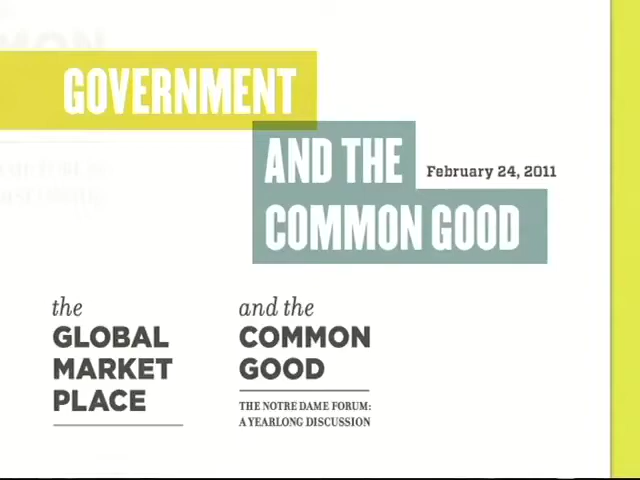 GOVERNMENT
AND THE
February 24, 2011
COMMON GOOD
the
GLOBAL
MARKET
PLACE
and the
COMMON
GOOD
THE NOTRE DAME FORUM:
A YEARLONG DISCUSSION